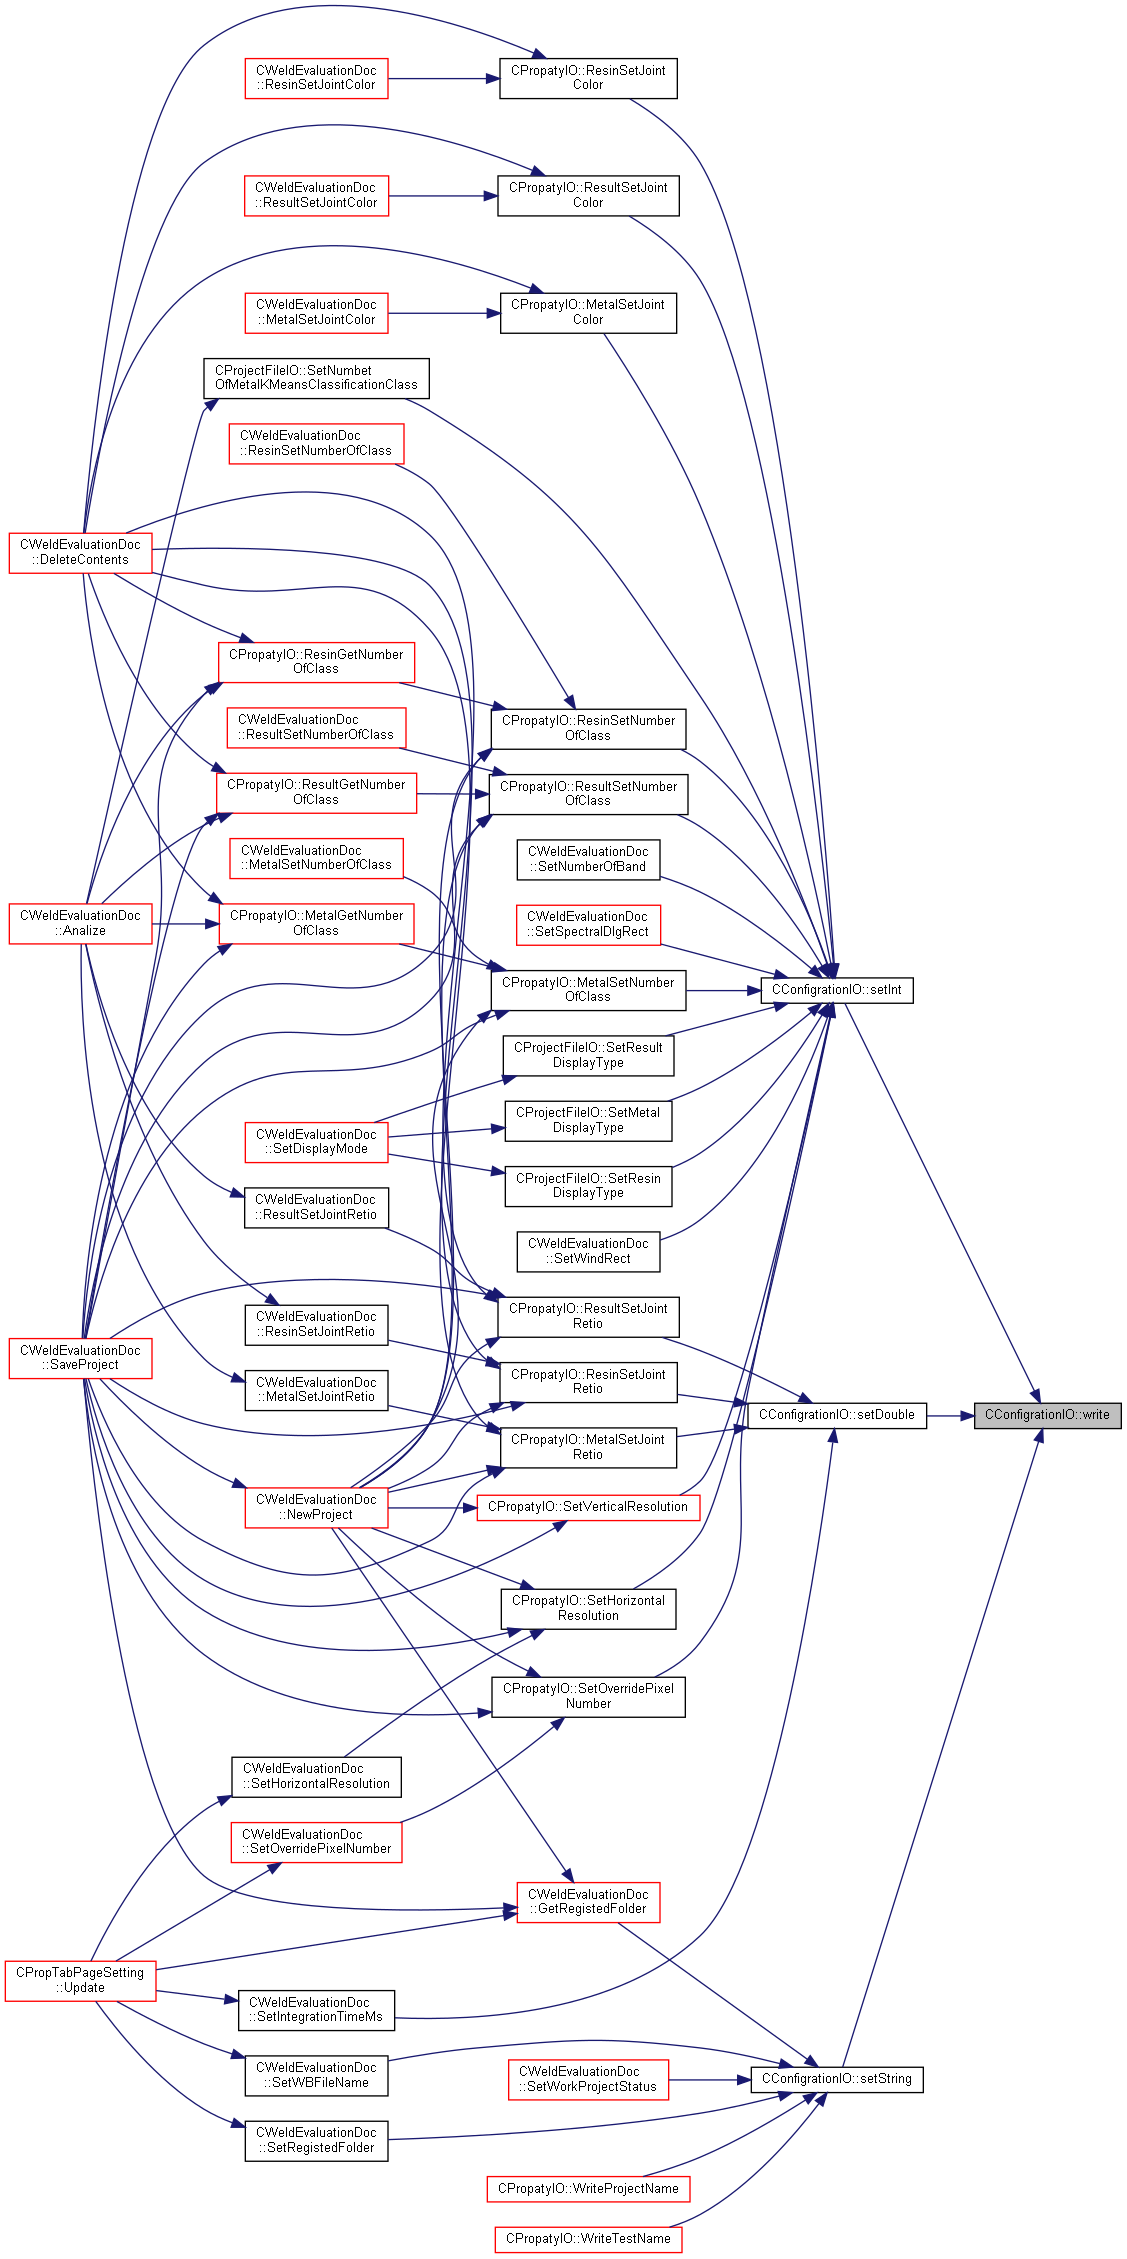 CPropatyIO::ResinSetJoint
Color
CWeldEvaluationDoc
::ResinSetJointColor
CPropatyIO::ResultSetJoint
Color
CWeldEvaluationDoc
::ResultSetJointColor
CPropatyIO::MetalSetJoint
Color
CWeldEvaluationDoc
::MetalSetJointColor
CProjectFileIO::SetNumbet
OfMetalKMeansClassificationClass
CWeldEvaluationDoc
::ResinSetNumberOfClass
CWeldEvaluationDoc
::DeleteContents
CPropatyIO::ResinGetNumber
OfClass
CWeldEvaluationDoc
::ResultSetNumberOfClass
CPropatyIO::ResinSetNumber
OfClass
CPropatyIO::ResultGetNumber
OfClass
CPropatyIO::ResultSetNumber
OfClass
CWeldEvaluationDoc
::MetalSetNumberOfClass
CWeldEvaluationDoc
::SetNumberOfBand
CWeldEvaluationDoc
::Analize
CPropatyIO::MetalGetNumber
OfClass
CWeldEvaluationDoc
::SetSpectralDlgRect
CPropatyIO::MetalSetNumber
OfClass
CConfigrationIO::setInt
CProjectFileIO::SetResult
DisplayType
CProjectFileIO::SetMetal
DisplayType
CWeldEvaluationDoc
::SetDisplayMode
CProjectFileIO::SetResin
DisplayType
CWeldEvaluationDoc
::ResultSetJointRetio
CWeldEvaluationDoc
::SetWindRect
CWeldEvaluationDoc
::ResinSetJointRetio
CPropatyIO::ResultSetJoint
Retio
CWeldEvaluationDoc
::SaveProject
CWeldEvaluationDoc
::MetalSetJointRetio
CPropatyIO::ResinSetJoint
Retio
CConfigrationIO::setDouble
CConfigrationIO::write
CPropatyIO::MetalSetJoint
Retio
CWeldEvaluationDoc
::NewProject
CPropatyIO::SetVerticalResolution
CPropatyIO::SetHorizontal
Resolution
CPropatyIO::SetOverridePixel
Number
CWeldEvaluationDoc
::SetHorizontalResolution
CWeldEvaluationDoc
::SetOverridePixelNumber
CWeldEvaluationDoc
::GetRegistedFolder
CPropTabPageSetting
::Update
CWeldEvaluationDoc
::SetIntegrationTimeMs
CWeldEvaluationDoc
::SetWBFileName
CWeldEvaluationDoc
::SetWorkProjectStatus
CConfigrationIO::setString
CWeldEvaluationDoc
::SetRegistedFolder
CPropatyIO::WriteProjectName
CPropatyIO::WriteTestName